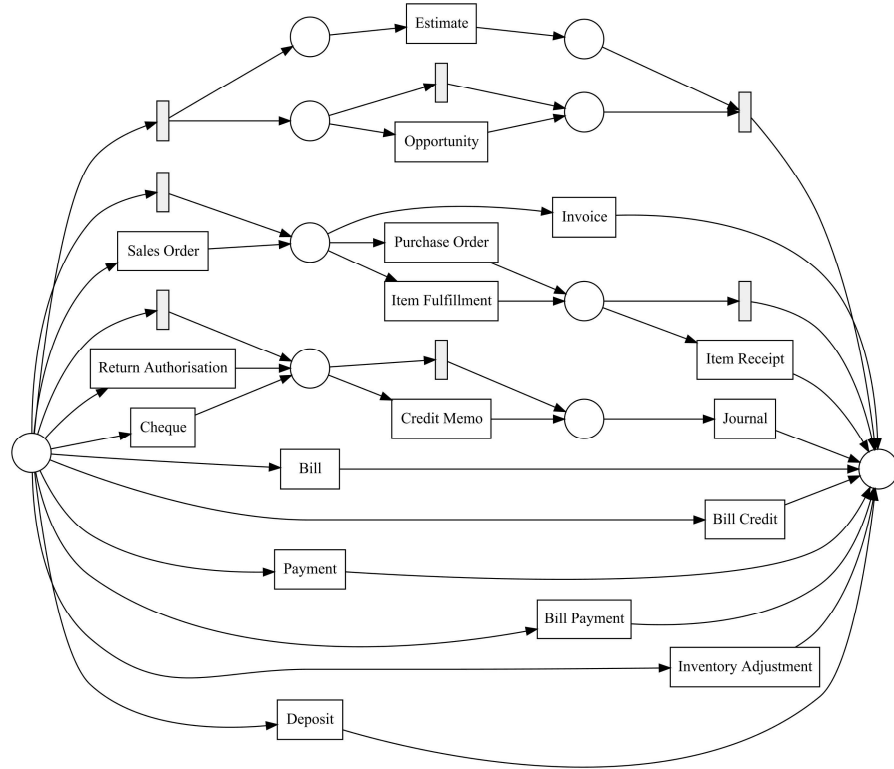 Estimate
Opportunity
Invoice
Sales Order
Purchase Order
Item Fulfillment
Return Authorisation
Item Receipt
Cheque
Credit Memo
Journal
Bill
Bill Credit
Payment
Bill Payment
Inventory Adjustment
Deposit